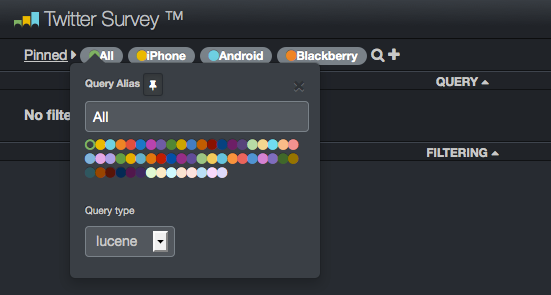 Twitter Survey ™
Pinned All iPhone Android Blackberry
QUERY
Query Alias
No filte
All
FILTERING
Query type
lucene